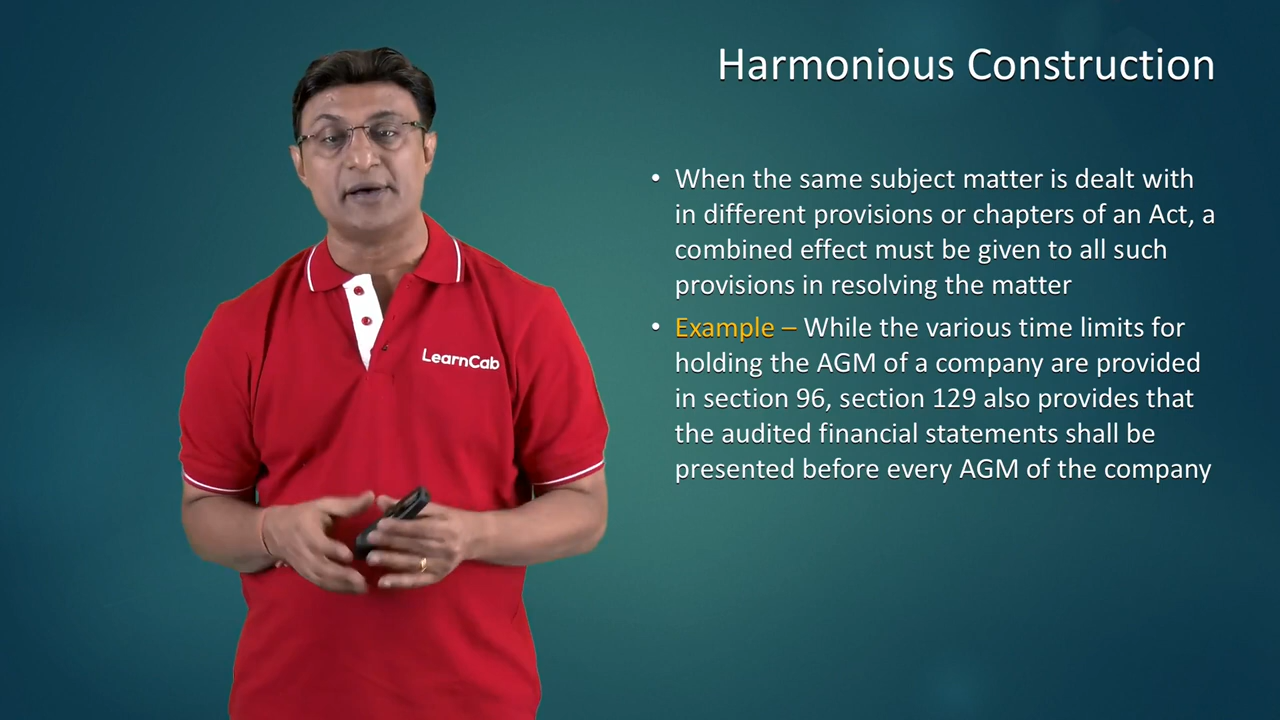 Harmonious Construction
• When the same subject matter is dealt with
in different provisions or chapters of an Act, a
combined effect must be given to all such
provisions in resolving the matter
• Example – While the various time limits for
holding the AGM of a company are provided
in section 96, section 129 also provides that
the audited financial statements shall be
presented before every AGM of the company
LearnCab